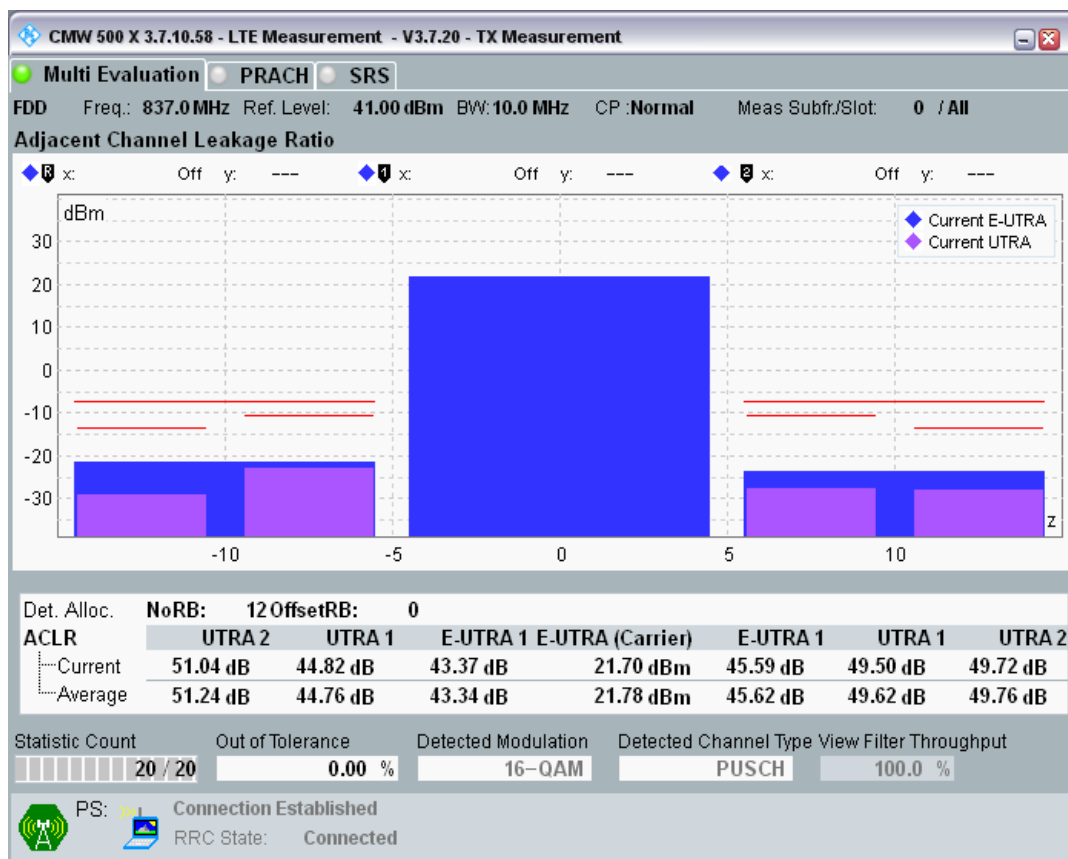 CMW 500 X 3.7.10.58 - LTE Measurement - V3.7.20 - TX Measurement
Multi Evaluation PRACH SRS
FDD Freq.: 837.0 MHz Ref. Level: 41.00 dBm BW: 10.0 MHz CP :Normal Meas Subfr./Slot: 0 / All
Adjacent Channel Leakage Ratio
R x: Off y: --- 1 x: Off y: --- 2 x: Off y: ---
dBm
Current E-UTRA
Current UTRA
30
20
10
0
-10
-20
-30
z
-10 -5 0 5 10
Det. Alloc. NoRB: 12 OffsetRB: 0
ACLR UTRA 2 UTRA 1 E-UTRA 1 E-UTRA (Carrier) E-UTRA 1 UTRA 1 UTRA 2
Current 51.04 dB 44.82 dB 43.37 dB 21.70 dBm 45.59 dB 49.50 dB 49.72 dB
Average 51.24 dB 44.76 dB 43.34 dB 21.78 dBm 45.62 dB 49.62 dB 49.76 dB
Statistic Count Out of Tolerance Detected Modulation Detected Channel Type View Filter Throughput
20 / 20 0.00 % 16-QAM PUSCH 100.0 %
PS: Connection Established
RRC State: Connected